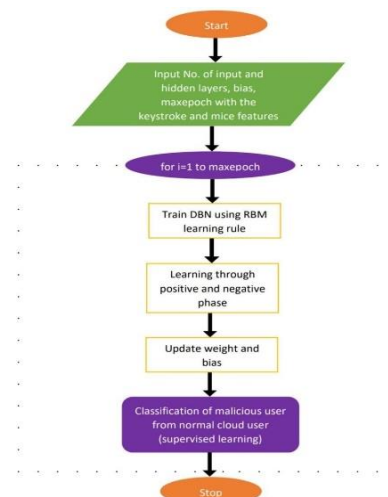 Start
Input No. of input and
hidden layers, bias,
maxepoch with the
keystroke and mice features
for i=1 to maxepoch
Train DBN using RBM
learning rule
Learning through
positive and negative
phase
Update weight and
bias
Classification of malicious user
from normal cloud user
(supervised learning)
Stop